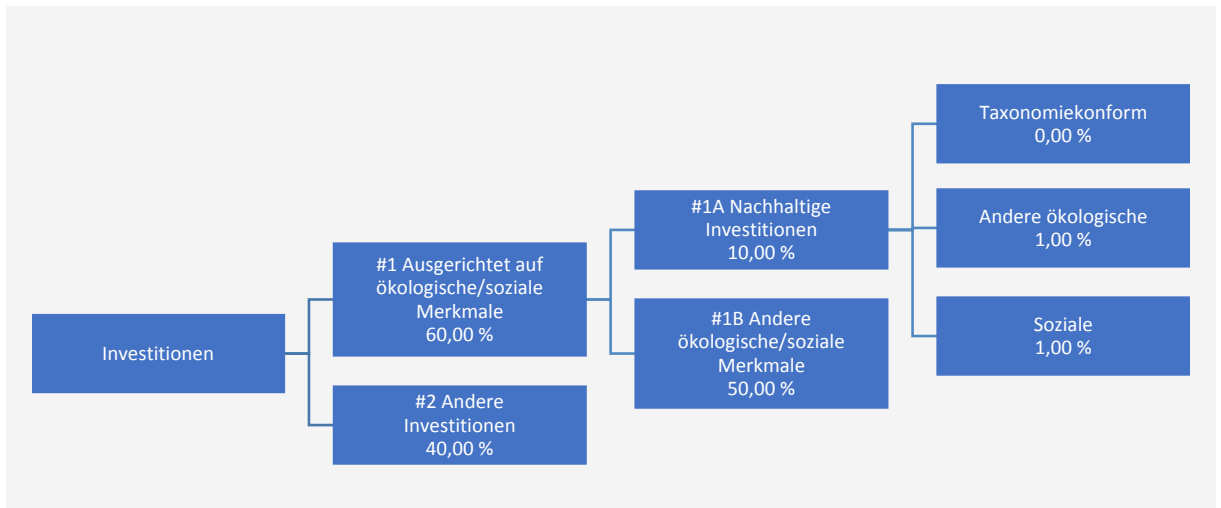 Investitionen
#1 Ausgerichtet auf
ökologische/soziale
Merkmale
60,00 %
#2 Andere
Investitionen
40,00 %
#1A Nachhaltige
Investitionen
10,00 %
#1B Andere
ökologische/soziale
Merkmale
50,00 %
Taxonomiekonform
0,00 %
Andere ökologische
1,00 %
Soziale
1,00 %